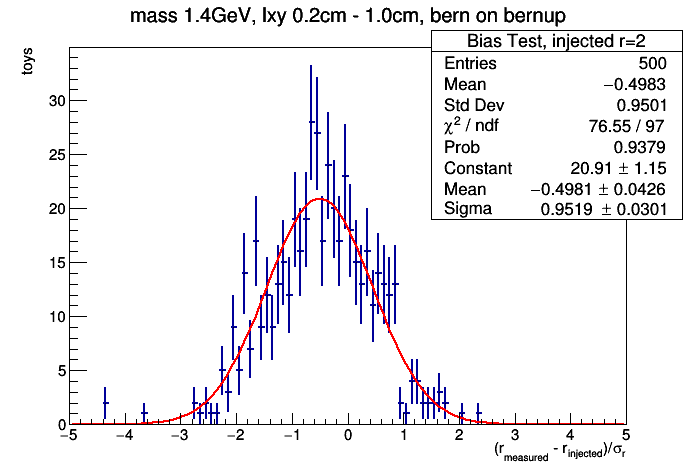 mass 1.4GeV, lxy 0.2cm - 1.0cm, bern on bernup
Bias Test, injected r=2
Entries 500
Mean −0.4983
Std Dev 0.9501
χ² / ndf 76.55 / 97
Prob 0.9379
Constant 20.91 ± 1.15
Mean −0.4981 ± 0.0426
Sigma 0.9519 ± 0.0301
toys
30
25
20
15
10
5
0
−5 −4 −3 −2 −1 0 1 2 3 4 5
(r_measured - r_injected)/σ_r